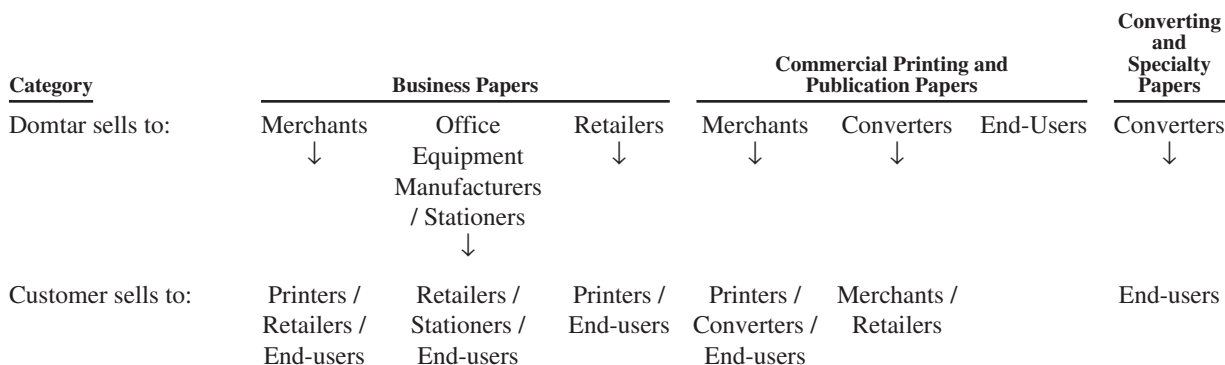 Converting
and
Commercial Printing and Specialty
Category Business Papers Publication Papers Papers
Domtar sells to: Merchants Office Retailers Merchants Converters End-Users Converters
↓ Equipment ↓ ↓ ↓ ↓
Manufacturers
/ Stationers
↓
Customer sells to: Printers / Retailers / Printers / Printers / Merchants / End-users
Retailers / Stationers / End-users Converters / Retailers
End-users End-users End-users